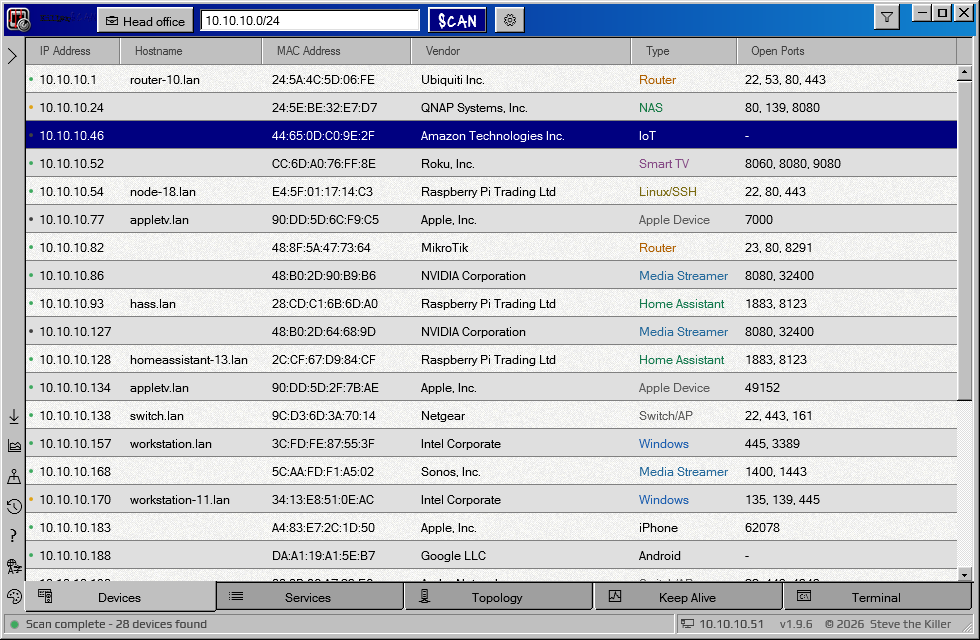 Head office 10.10.10.0/24 SCAN
IP Address Hostname MAC Address Vendor Type Open Ports
10.10.10.1 router-10.lan 24:5A:4C:5D:06:FE Ubiquiti Inc. Router 22, 53, 80, 443
10.10.10.24 24:5E:BE:32:E7:D7 QNAP Systems, Inc. NAS 80, 139, 8080
10.10.10.46 44:65:0D:C0:9E:2F Amazon Technologies Inc. IoT -
10.10.10.52 CC:6D:A0:76:FF:8E Roku, Inc. Smart TV 8060, 8080, 9080
10.10.10.54 node-18.lan E4:5F:01:17:14:C3 Raspberry Pi Trading Ltd Linux/SSH 22, 80, 443
10.10.10.77 appletv.lan 90:DD:5D:6C:F9:C5 Apple, Inc. Apple Device 7000
10.10.10.82 48:8F:5A:47:73:64 MikroTik Router 23, 80, 8291
10.10.10.86 48:B0:2D:90:B9:B6 NVIDIA Corporation Media Streamer 8080, 32400
10.10.10.93 hass.lan 28:CD:C1:6B:6D:A0 Raspberry Pi Trading Ltd Home Assistant 1883, 8123
10.10.10.127 48:B0:2D:64:68:9D NVIDIA Corporation Media Streamer 8080, 32400
10.10.10.128 homeassistant-13.lan 2C:CF:67:D9:84:CF Raspberry Pi Trading Ltd Home Assistant 1883, 8123
10.10.10.134 appletv.lan 90:DD:5D:2F:7B:AE Apple, Inc. Apple Device 49152
10.10.10.138 switch.lan 9C:D3:6D:3A:70:14 Netgear Switch/AP 22, 443, 161
10.10.10.157 workstation.lan 3C:FD:FE:87:55:3F Intel Corporate Windows 445, 3389
10.10.10.168 5C:AA:FD:F1:A5:02 Sonos, Inc. Media Streamer 1400, 1443
10.10.10.170 workstation-11.lan 34:13:E8:51:0E:AC Intel Corporate Windows 135, 139, 445
10.10.10.183 A4:83:E7:2C:1D:50 Apple, Inc. iPhone 62078
10.10.10.188 DA:A1:19:A1:5E:B7 Google LLC Android -
Devices Services Topology Keep Alive Terminal
Scan complete - 28 devices found 10.10.10.51 v1.9.6 © 2026 Steve the Killer